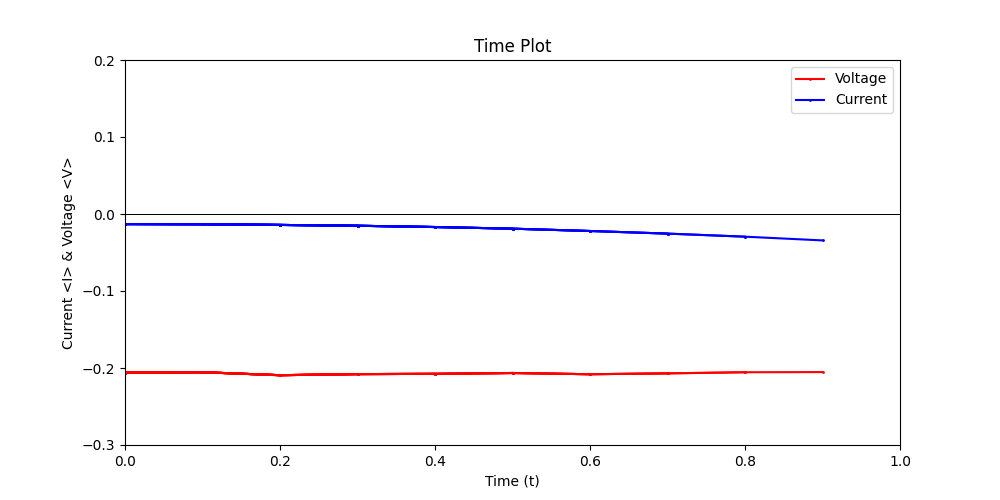 Time Plot
Voltage
Current
Current <I> & Voltage <V>
0.2
0.1
0.0
−0.1
−0.2
−0.3
0.0 0.2 0.4 0.6 0.8 1.0
Time (t)